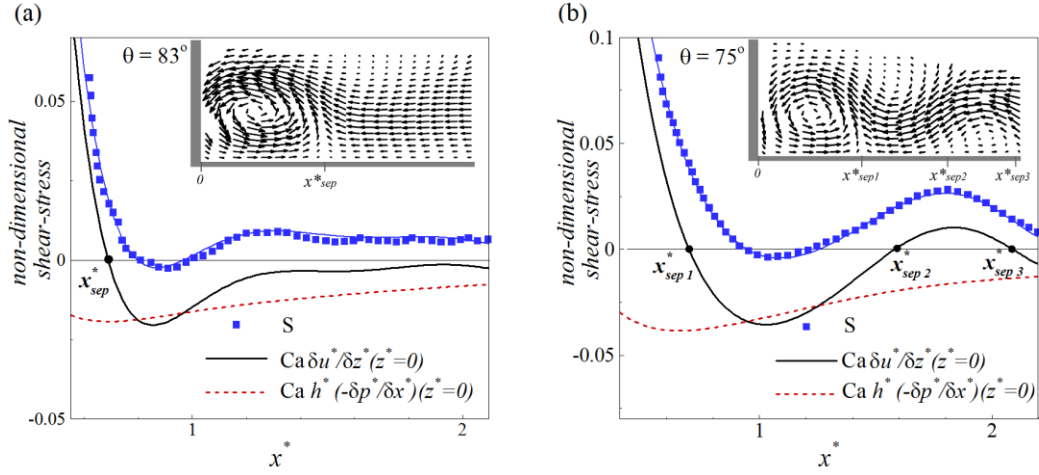 (a)
θ = 83°
non-dimensional
shear-stress
0.05
0
-0.05
0
x*sep
x*sep
S
Ca δu*/δz*(z*=0)
Ca h*(-δp*/δx*)(z*=0)
1
2
x*
(b)
θ = 75°
non-dimensional
shear-stress
0.1
0.05
0
-0.05
0
x*sep1
x*sep2
x*sep3
x*sep 1
x*sep 2
x*sep 3
S
Ca δu*/δz*(z*=0)
Ca h*(-δp*/δx*)(z*=0)
1
2
x*